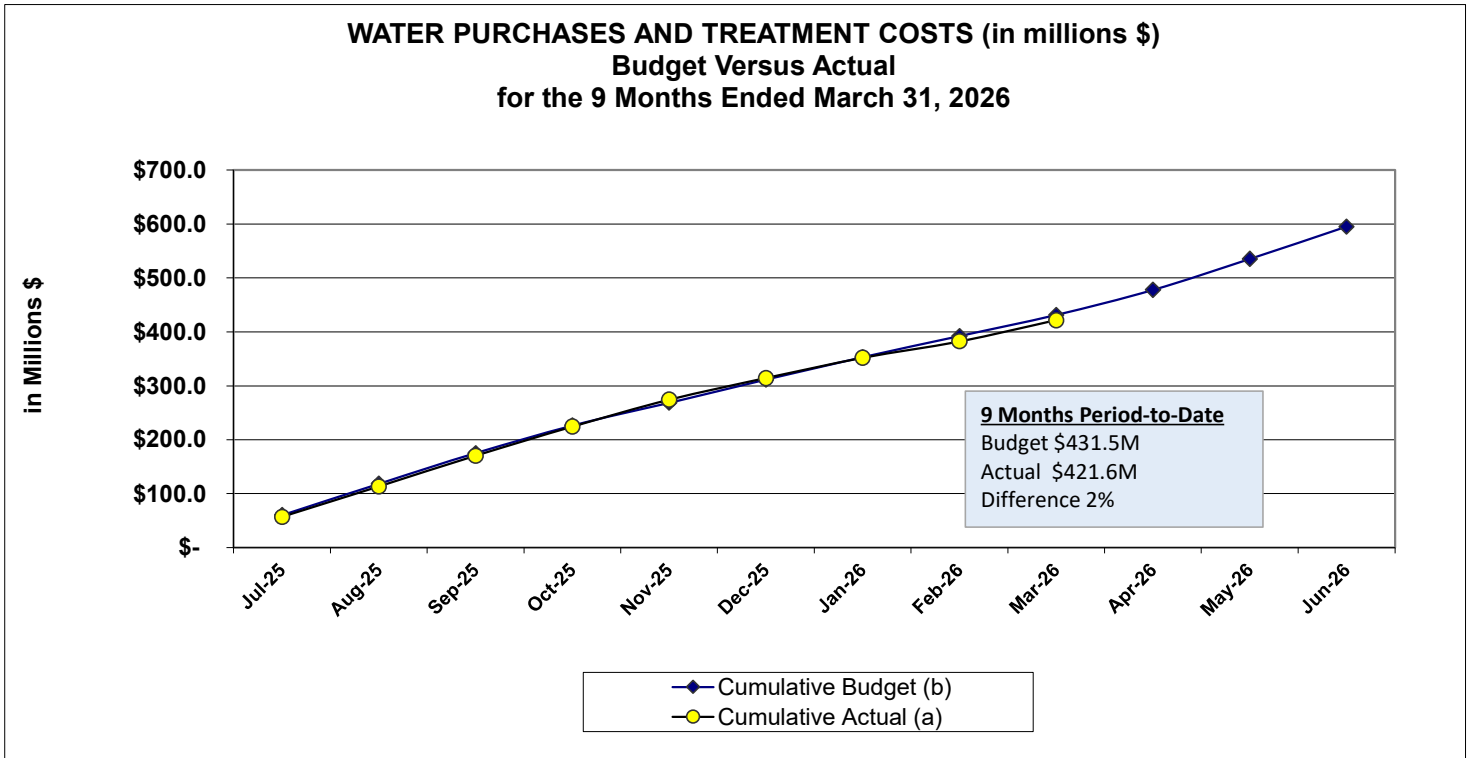 WATER PURCHASES AND TREATMENT COSTS (in millions $)
Budget Versus Actual
for the 9 Months Ended March 31, 2026
in Millions $
$700.0
$600.0
$500.0
$400.0
$300.0
$200.0
$100.0
$-
9 Months Period-to-Date
Budget $431.5M
Actual $421.6M
Difference 2%
Jul-25
Aug-25
Sep-25
Oct-25
Nov-25
Dec-25
Jan-26
Feb-26
Mar-26
Apr-26
May-26
Jun-26
Cumulative Budget (b)
Cumulative Actual (a)